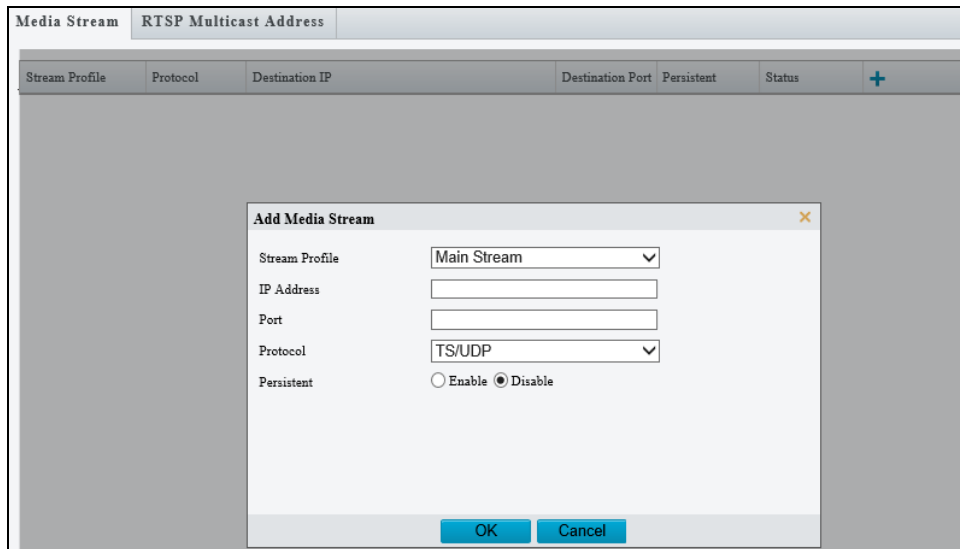 Media Stream RTSP Multicast Address
Stream Profile Protocol Destination IP Destination Port Persistent Status +
Add Media Stream ×
Stream Profile Main Stream
IP Address
Port
Protocol TS/UDP
Persistent Enable Disable
OK Cancel